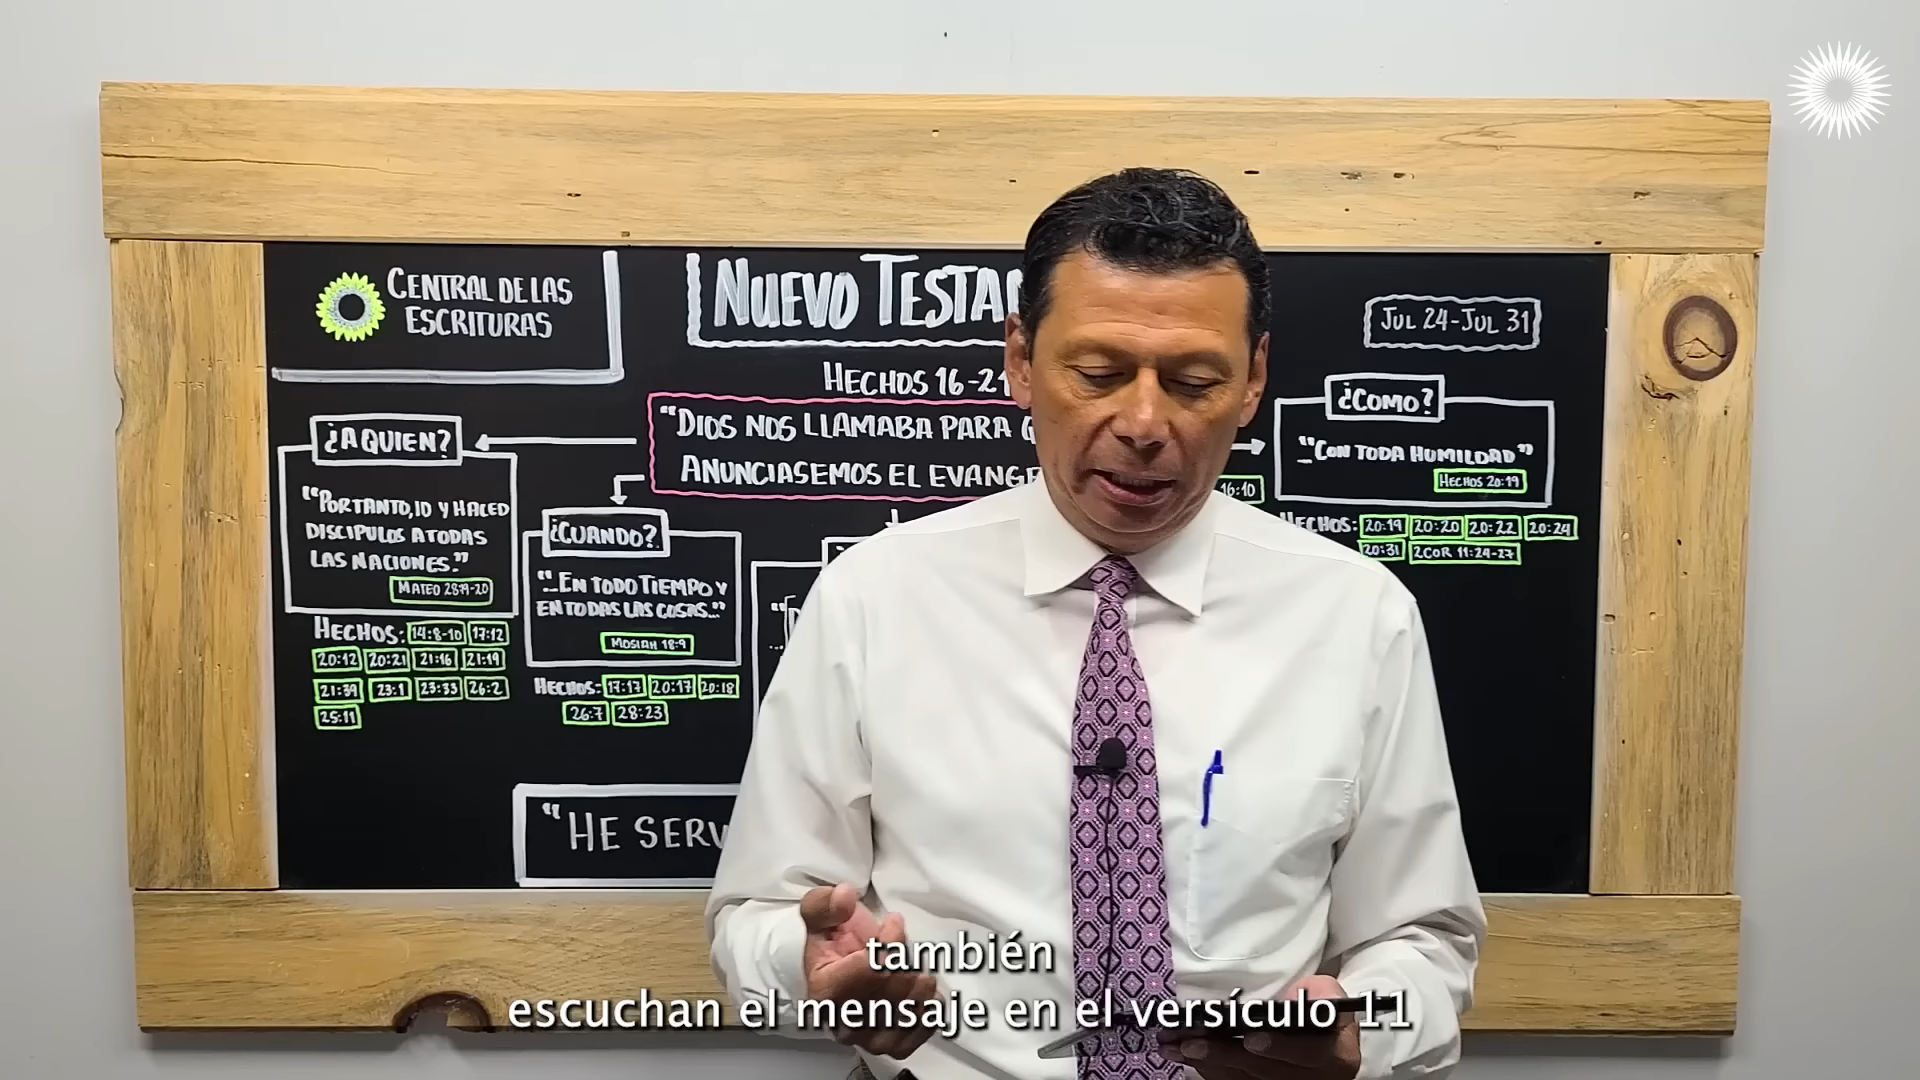 CENTRAL DE LAS
ESCRITURAS
NUEVO
HECHOS 16-21
JUL 24-JUL 31
"DIOS NOS LLAMABA PARA
ANUNCIASEMOS EL
16:10
¿A QUIEN?
"PORTANTO, ID Y HACED
DISCIPULOS A TODAS
LAS NACIONES."
MATEO 28:19-20
HECHOS: 14:8-10 17:12
20:12 20:21 21:16 21:19
21:39 23:1 23:33 26:2
25:11
¿CUANDO?
"...EN TODO TIEMPO Y
EN TODAS LAS COSAS..."
MOSIAH 18:9
HECHOS: 17:17 20:17 20:18
26:7 28:23
¿COMO?
"...CON TODA HUMILDAD"
HECHOS 20:19
HECHOS: 20:19 20:20 20:22 20:24
20:31 2COR 11:24-27
"HE
también
escuchan el mensaje en el versículo 11